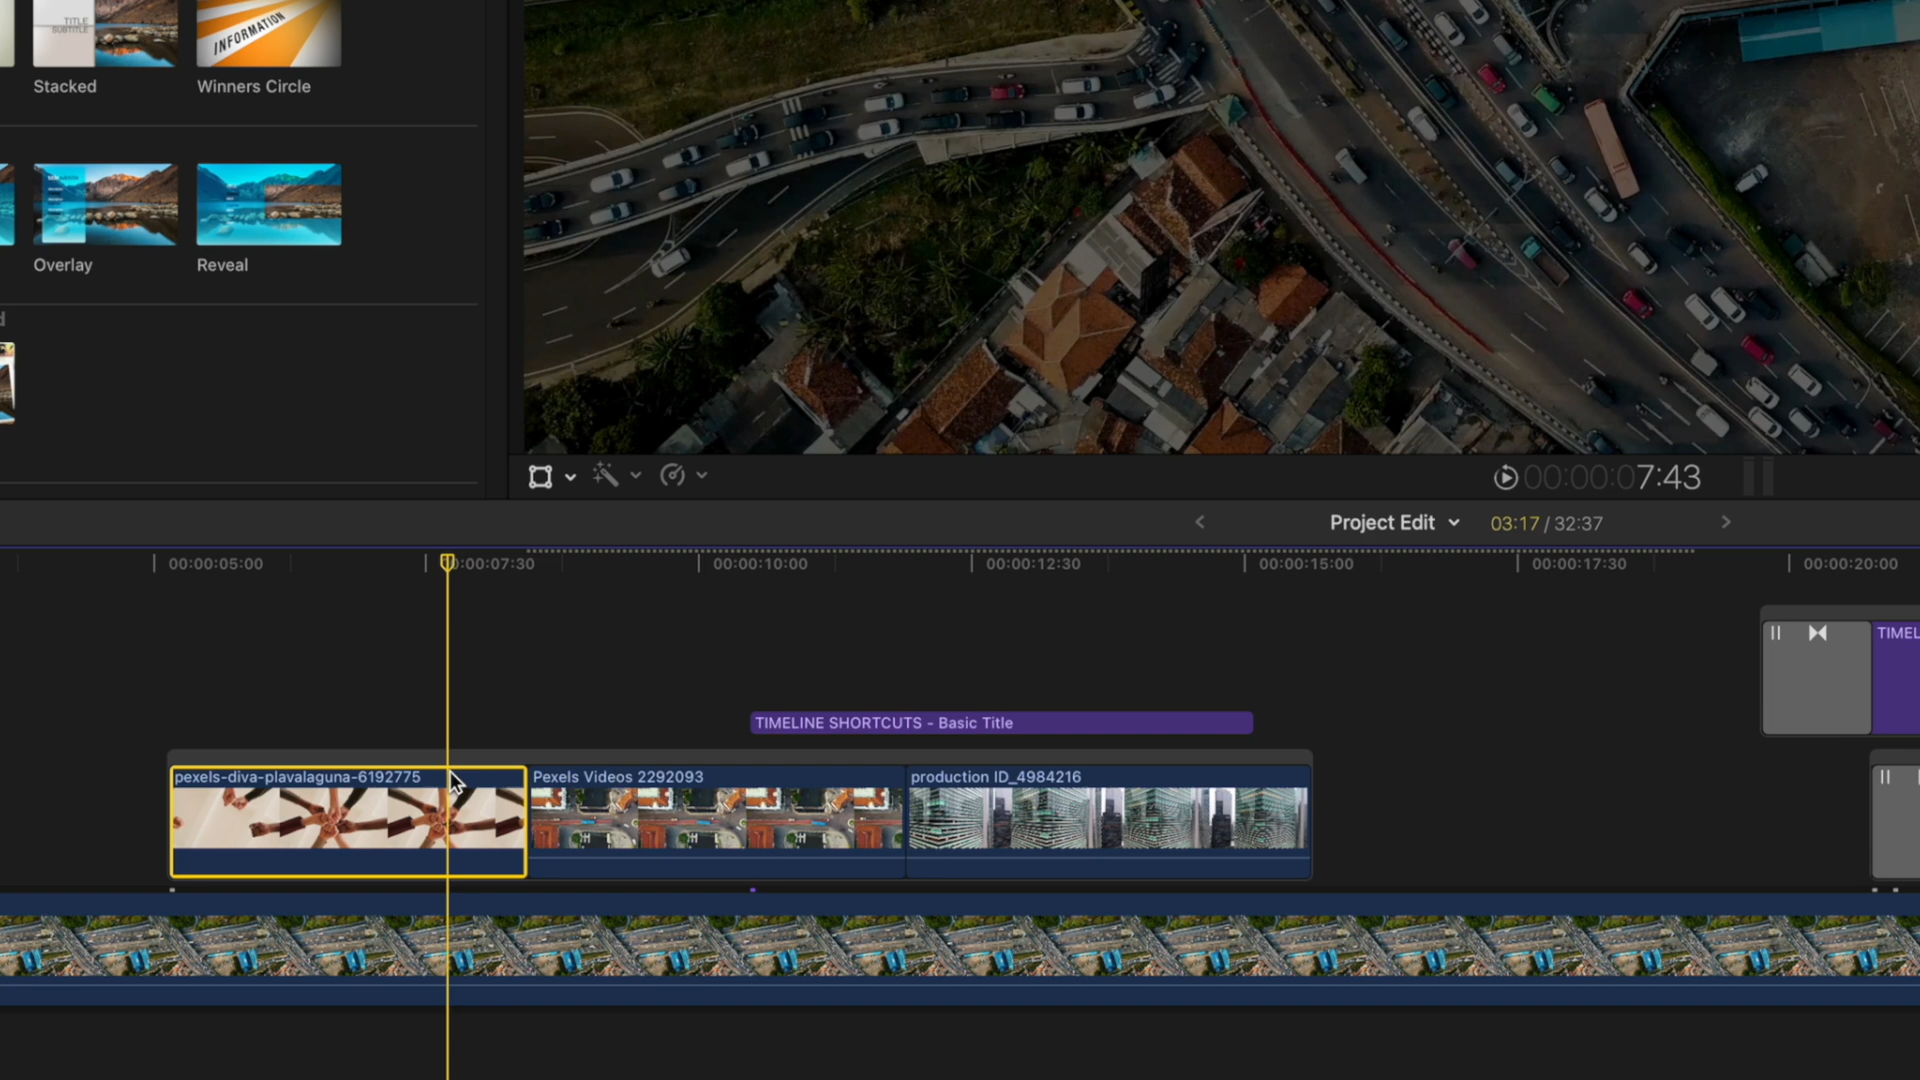 TITLE
SUBTITLE
INFORMATION
Stacked
Winners Circle
Overlay
Reveal
d
00:00:07:43
Project Edit
03:17 / 32:37
00:00:05:00
00:00:07:30
00:00:10:00
00:00:12:30
00:00:15:00
00:00:17:30
00:00:20:00
TIMEL
TIMELINE SHORTCUTS - Basic Title
pexels-diva-plavalaguna-6192775
Pexels Videos 2292093
production ID_4984216